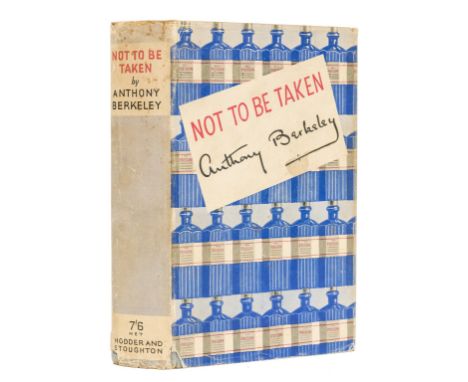 NOT TO BE
TAKEN
by
ANTHONY
BERKELEY
7/6
NET
HODDER AND
STOUGHTON
NOT TO BE TAKEN
Anthony Berkeley